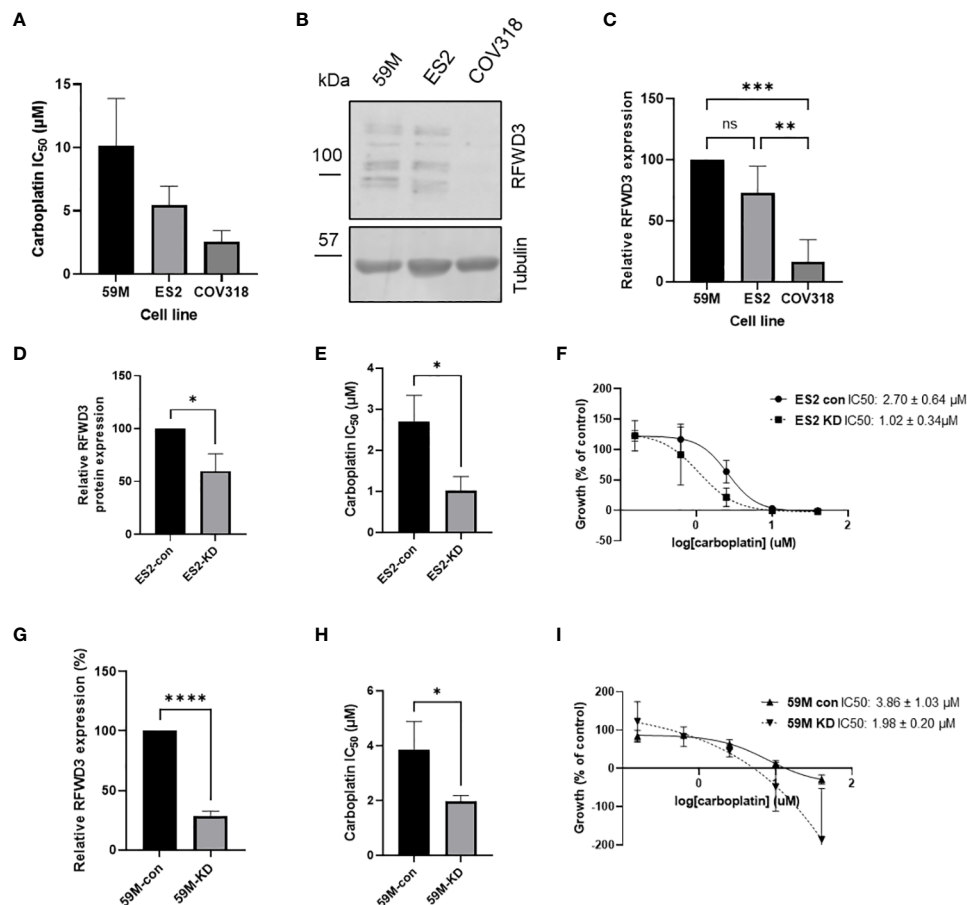 A
Carboplatin IC50 (µM)
15
10
5
0
59M
ES2
COV318
Cell line
B
kDa
59M
ES2
COV318
100
57
RFWD3
Tubulin
C
Relative RFWD3 expression
150
100
50
0
***
ns
**
59M
ES2
COV318
Cell line
D
Relative RFWD3
protein expression
150
100
50
0
*
ES2-con
ES2-KD
E
Carboplatin IC50 (µM)
4
3
2
1
0
*
ES2-con
ES2-KD
F
Growth (% of control)
200
150
100
50
0
-50
0
2
log[carboplatin] (uM)
ES2 con IC50: 2.70 ± 0.64 µM
ES2 KD IC50: 1.02 ± 0.34µM
G
Relative RFWD3 expression (%)
150
100
50
0
****
59M-con
59M-KD
H
Carboplatin IC50 (µM)
6
4
2
0
*
59M-con
59M-KD
I
Growth (% of control)
200
100
0
-100
-200
0
2
log[carboplatin] (uM)
59M con IC50: 3.86 ± 1.03 µM
59M KD IC50: 1.98 ± 0.20 µM